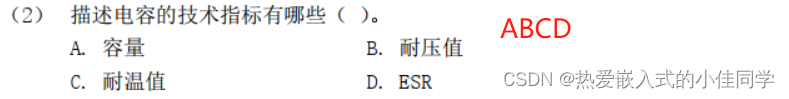 (2) 描述电容的技术指标有哪些( )。
A. 容量 B. 耐压值
C. 耐温值 D. ESR
ABCD
CSDN @热爱嵌入式的小佳同学